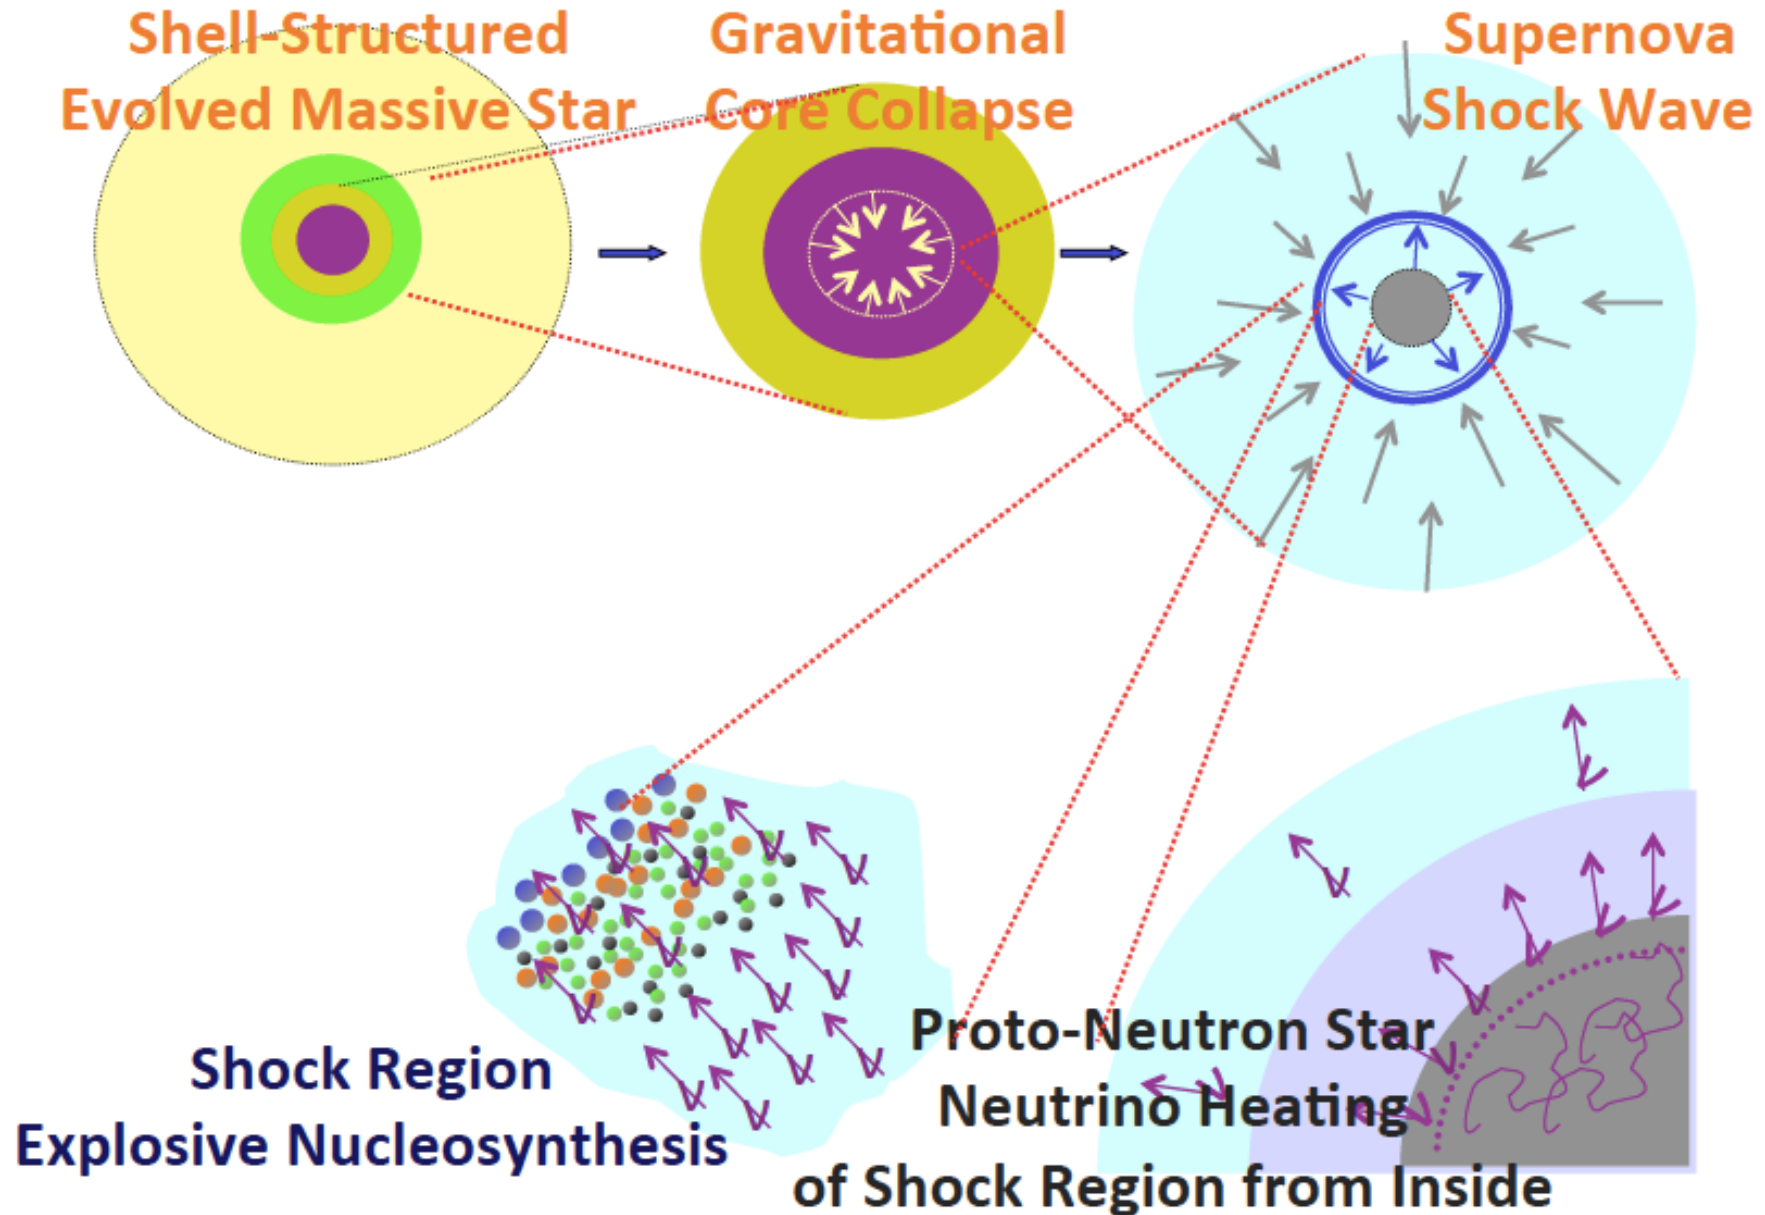 Shell-Structured
Evolved Massive Star
Gravitational
Core Collapse
Supernova
Shock Wave
Shock Region
Explosive Nucleosynthesis
Proto-Neutron Star
Neutrino Heating
of Shock Region from Inside